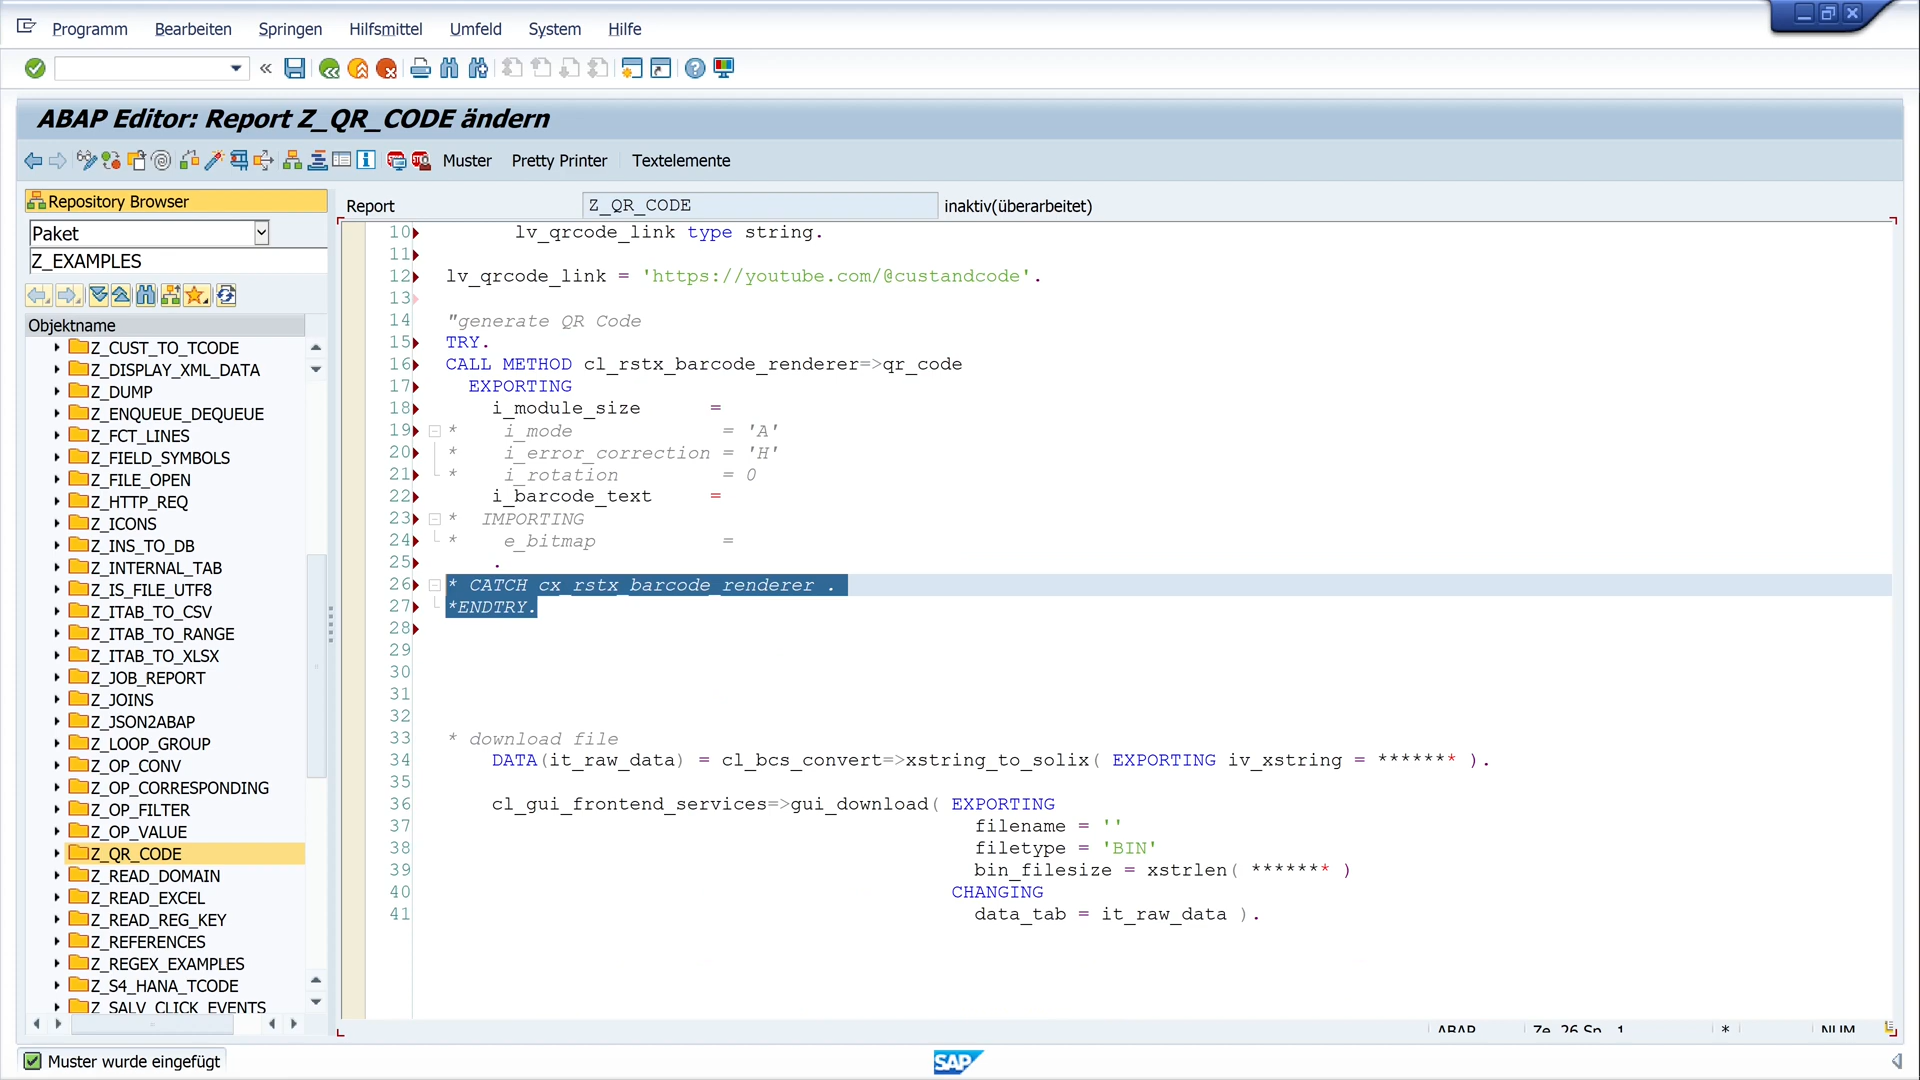 Programm Bearbeiten Springen Hilfsmittel Umfeld System Hilfe
ABAP Editor: Report Z_QR_CODE ändern
Muster Pretty Printer Textelemente
Repository Browser
Paket
Z_EXAMPLES
Objektname
Z_CUST_TO_TCODE
Z_DISPLAY_XML_DATA
Z_DUMP
Z_ENQUEUE_DEQUEUE
Z_FCT_LINES
Z_FIELD_SYMBOLS
Z_FILE_OPEN
Z_HTTP_REQ
Z_ICONS
Z_INS_TO_DB
Z_INTERNAL_TAB
Z_IS_FILE_UTF8
Z_ITAB_TO_CSV
Z_ITAB_TO_RANGE
Z_ITAB_TO_XLSX
Z_JOB_REPORT
Z_JOINS
Z_JSON2ABAP
Z_LOOP_GROUP
Z_OP_CONV
Z_OP_CORRESPONDING
Z_OP_FILTER
Z_OP_VALUE
Z_QR_CODE
Z_READ_DOMAIN
Z_READ_EXCEL
Z_READ_REG_KEY
Z_REFERENCES
Z_REGEX_EXAMPLES
Z_S4_HANA_TCODE
Z_SALV_CLICK_EVENTS
Report Z_QR_CODE inaktiv(überarbeitet)
10 lv_qrcode_link type string.
11
12 lv_qrcode_link = 'https://youtube.com/@custandcode'.
13
14 "generate QR Code
15 TRY.
16 CALL METHOD cl_rstx_barcode_renderer=>qr_code
17 EXPORTING
18 i_module_size =
19 * i_mode = 'A'
20 * i_error_correction = 'H'
21 * i_rotation = 0
22 i_barcode_text =
23 * IMPORTING
24 * e_bitmap =
25 .
26 * CATCH cx_rstx_barcode_renderer .
27 *ENDTRY.
28
29
30
31
32
33 * download file
34 DATA(it_raw_data) = cl_bcs_convert=>xstring_to_solix( EXPORTING iv_xstring = ******* ).
35
36 cl_gui_frontend_services=>gui_download( EXPORTING
37 filename = ''
38 filetype = 'BIN'
39 bin_filesize = xstrlen( ******* )
40 CHANGING
41 data_tab = it_raw_data ).
ABAP Ze 26 Sp 1 * NUM
Muster wurde eingefügt
SAP